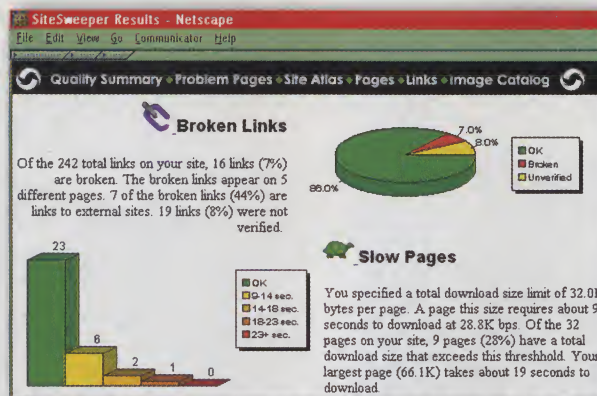 SiteSweeper Results - Netscape
File Edit View Go Communicator Help
Quality Summary Problem Pages Site Atlas Pages Links Image Catalog
Broken Links
Of the 242 total links on your site, 16 links (7%)
are broken. The broken links appear on 5
different pages. 7 of the broken links (44%) are
links to external sites. 19 links (8%) were not
verified.
7.0%
8.0%
86.0%
OK
Broken
Unverified
23
6
2
1
0
OK
9-14 sec.
14-18 sec.
18-23 sec.
23+ sec.
Slow Pages
You specified a total download size limit of 32.0
bytes per page. A page this size requires about 9
seconds to download at 28.8K bps. Of the 32
pages on your site, 9 pages (28%) have a total
download size that exceeds this threshhold. Your
largest page (66.1K) takes about 19 seconds to
download